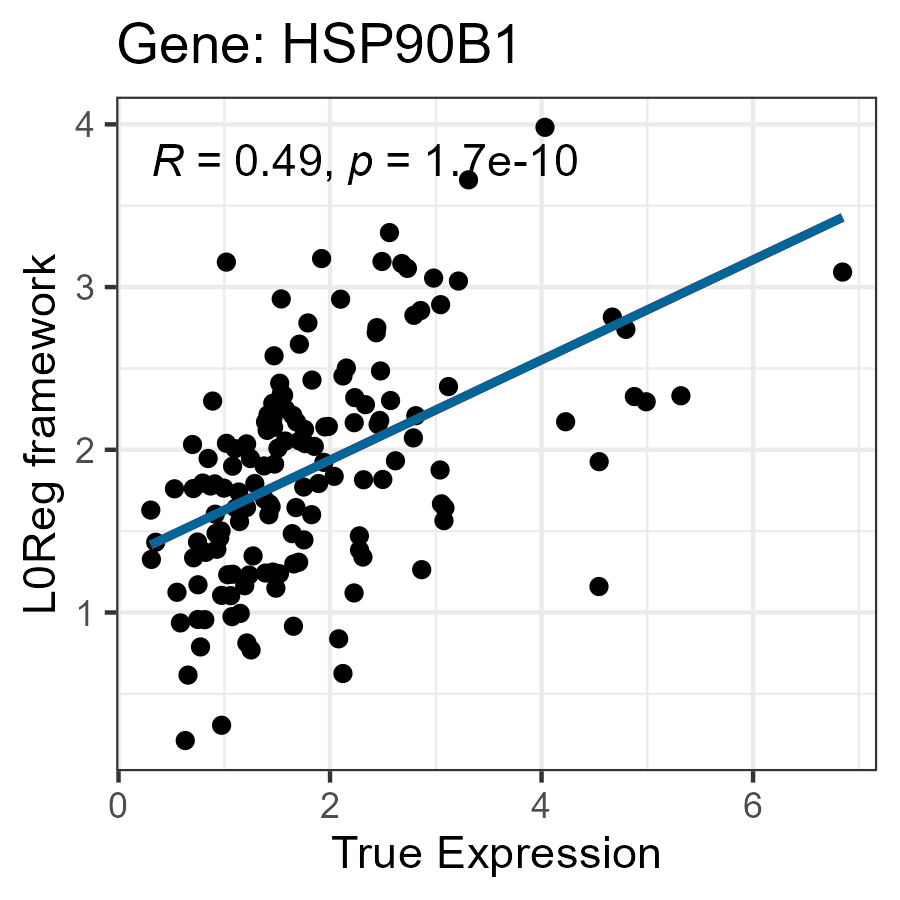 Gene: HSP90B1
R = 0.49, p = 1.7e-10
4
3
2
1
0 2 4 6
L0Reg framework
True Expression